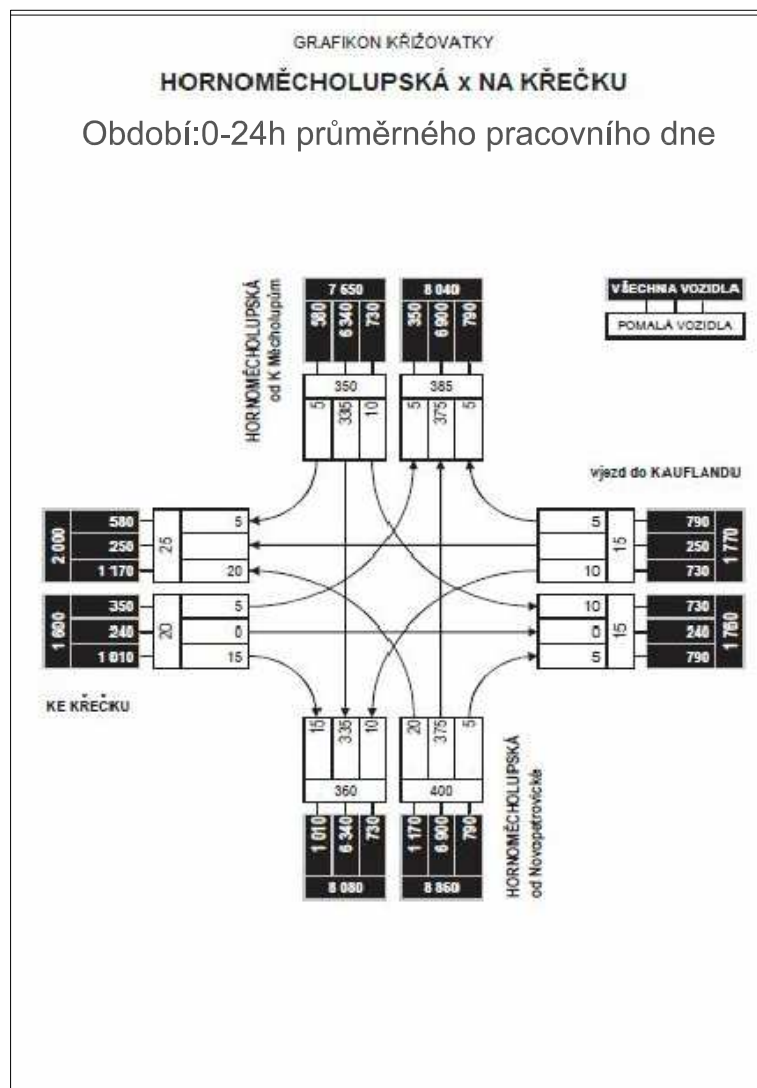 GRAFIKON KŘIŽOVATKY
HORNOMĚCHOLUPSKÁ x NA KŘEČKU
Období:0-24h průměrného pracovního dne
HORNOMĚCHOLUPSKÁ
od K Měcholupům
7 650
580 6 340 730
350
5 335 10
8 040
350 6 900 790
385
5 375 5
VŠECHNA VOZIDLA
POMALÁ VOZIDLA
vjezd do KAUFLANDU
2 000
580
250
1 170
25
5
20
1 600
350
240
1 010
20
5
0
15
KE KŘEČKU
5
10
15
790
250
730
1 770
10
0
5
15
730
240
790
1 760
15 335 10
360
1 010 6 340 730
8 080
20 375 5
400
1 170 6 900 790
8 860
HORNOMĚCHOLUPSKÁ
od Novopetrovické